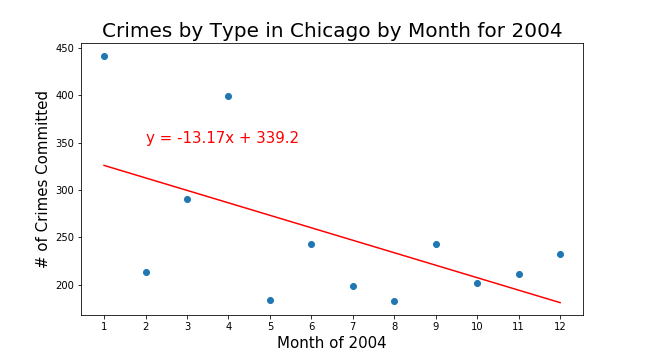 Crimes by Type in Chicago by Month for 2004
# of Crimes Committed
450
400
350
300
250
200
y = -13.17x + 339.2
1 2 3 4 5 6 7 8 9 10 11 12
Month of 2004